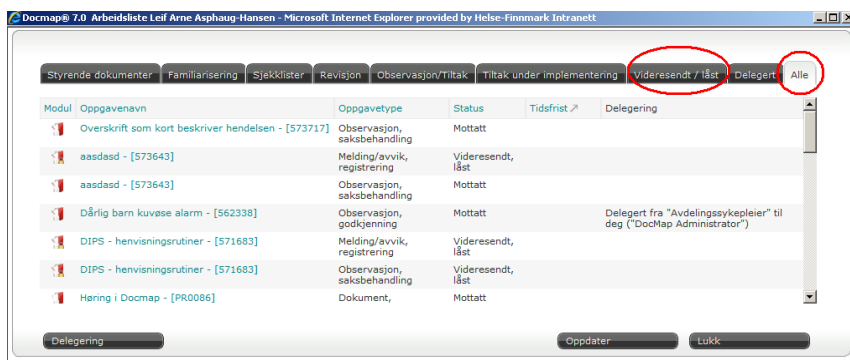 Docmap® 7.0 Arbeidsliste Leif Arne Asphaug-Hansen - Microsoft Internet Explorer provided by Helse-Finnmark Intranett
Styrende dokumenter Familiarisering Sjekklister Revisjon Observasjon/Tiltak Tiltak under implementering Videresendt / låst Delegert Alle
Modul Oppgavenavn Oppgavetype Status Tidsfrist Delegering
Overskrift som kort beskriver hendelsen - [573717] Observasjon, Mottatt
saksbehandling
aasdasd - [573643] Melding/avvik, Videresendt,
registrering låst
aasdasd - [573643] Observasjon, Mottatt
saksbehandling
Dårlig barn kuvøse alarm - [562338] Observasjon, Mottatt Delegert fra "Avdelingssykepleier" til
godkjenning deg ("DocMap Administrator")
DIPS - henvisningsrutiner - [571683] Melding/avvik, Videresendt,
registrering låst
DIPS - henvisningsrutiner - [571683] Observasjon, Videresendt,
saksbehandling låst
Høring i Docmap - [PR0086] Dokument, Mottatt
Delegering Oppdater Lukk